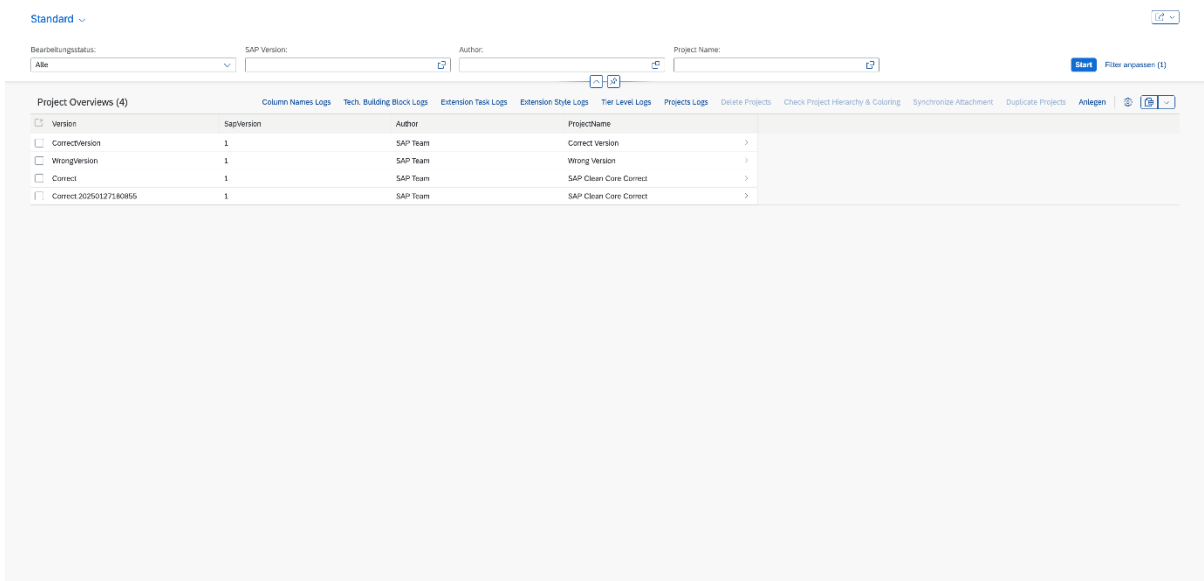 Standard
Bearbeitungsstatus: SAP Version: Author: Project Name:
Alle Start Filter anpassen (1)
Project Overviews (4) Column Names Logs Tech. Building Block Logs Extension Task Logs Extension Style Logs Tier Level Logs Projects Logs Delete Projects Check Project Hierarchy & Coloring Synchronize Attachment Duplicate Projects Anlegen
Version SapVersion Author ProjectName
CorrectVersion 1 SAP Team Correct Version
WrongVersion 1 SAP Team Wrong Version
Correct 1 SAP Team SAP Clean Core Correct
Correct.20250127160855 1 SAP Team SAP Clean Core Correct